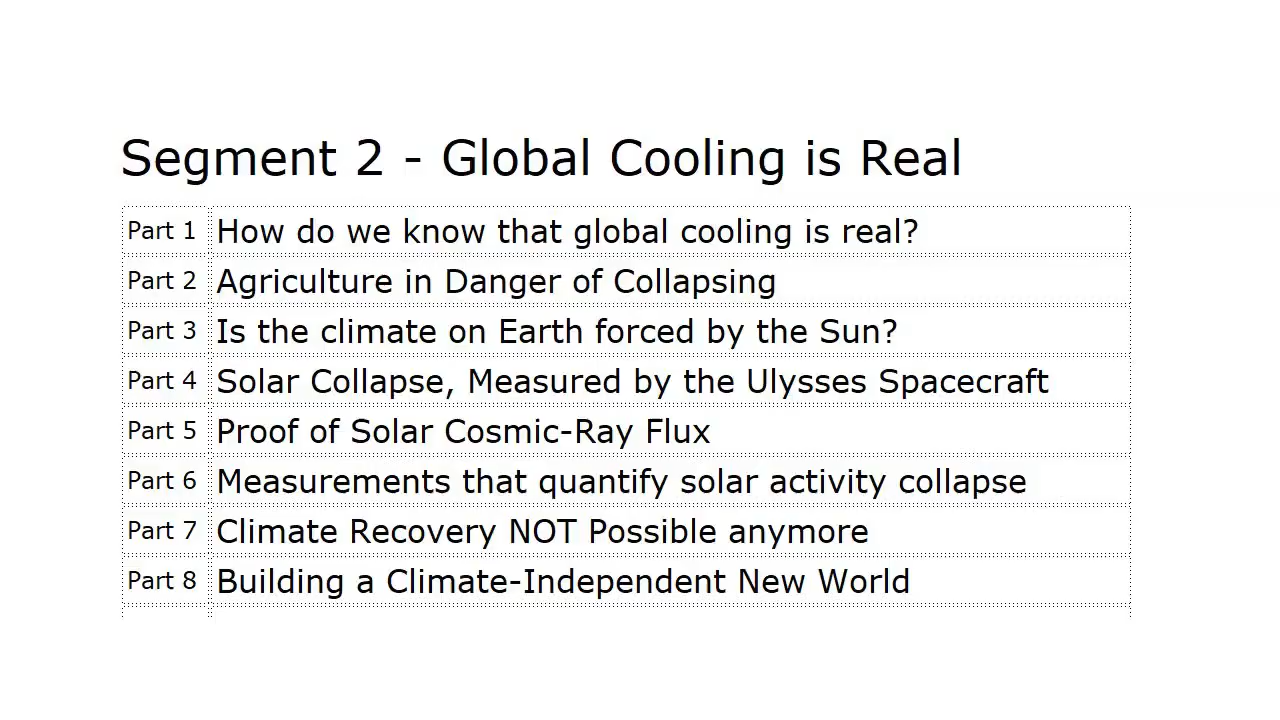 Segment 2 - Global Cooling is Real
Part 1 How do we know that global cooling is real?
Part 2 Agriculture in Danger of Collapsing
Part 3 Is the climate on Earth forced by the Sun?
Part 4 Solar Collapse, Measured by the Ulysses Spacecraft
Part 5 Proof of Solar Cosmic-Ray Flux
Part 6 Measurements that quantify solar activity collapse
Part 7 Climate Recovery NOT Possible anymore
Part 8 Building a Climate-Independent New World